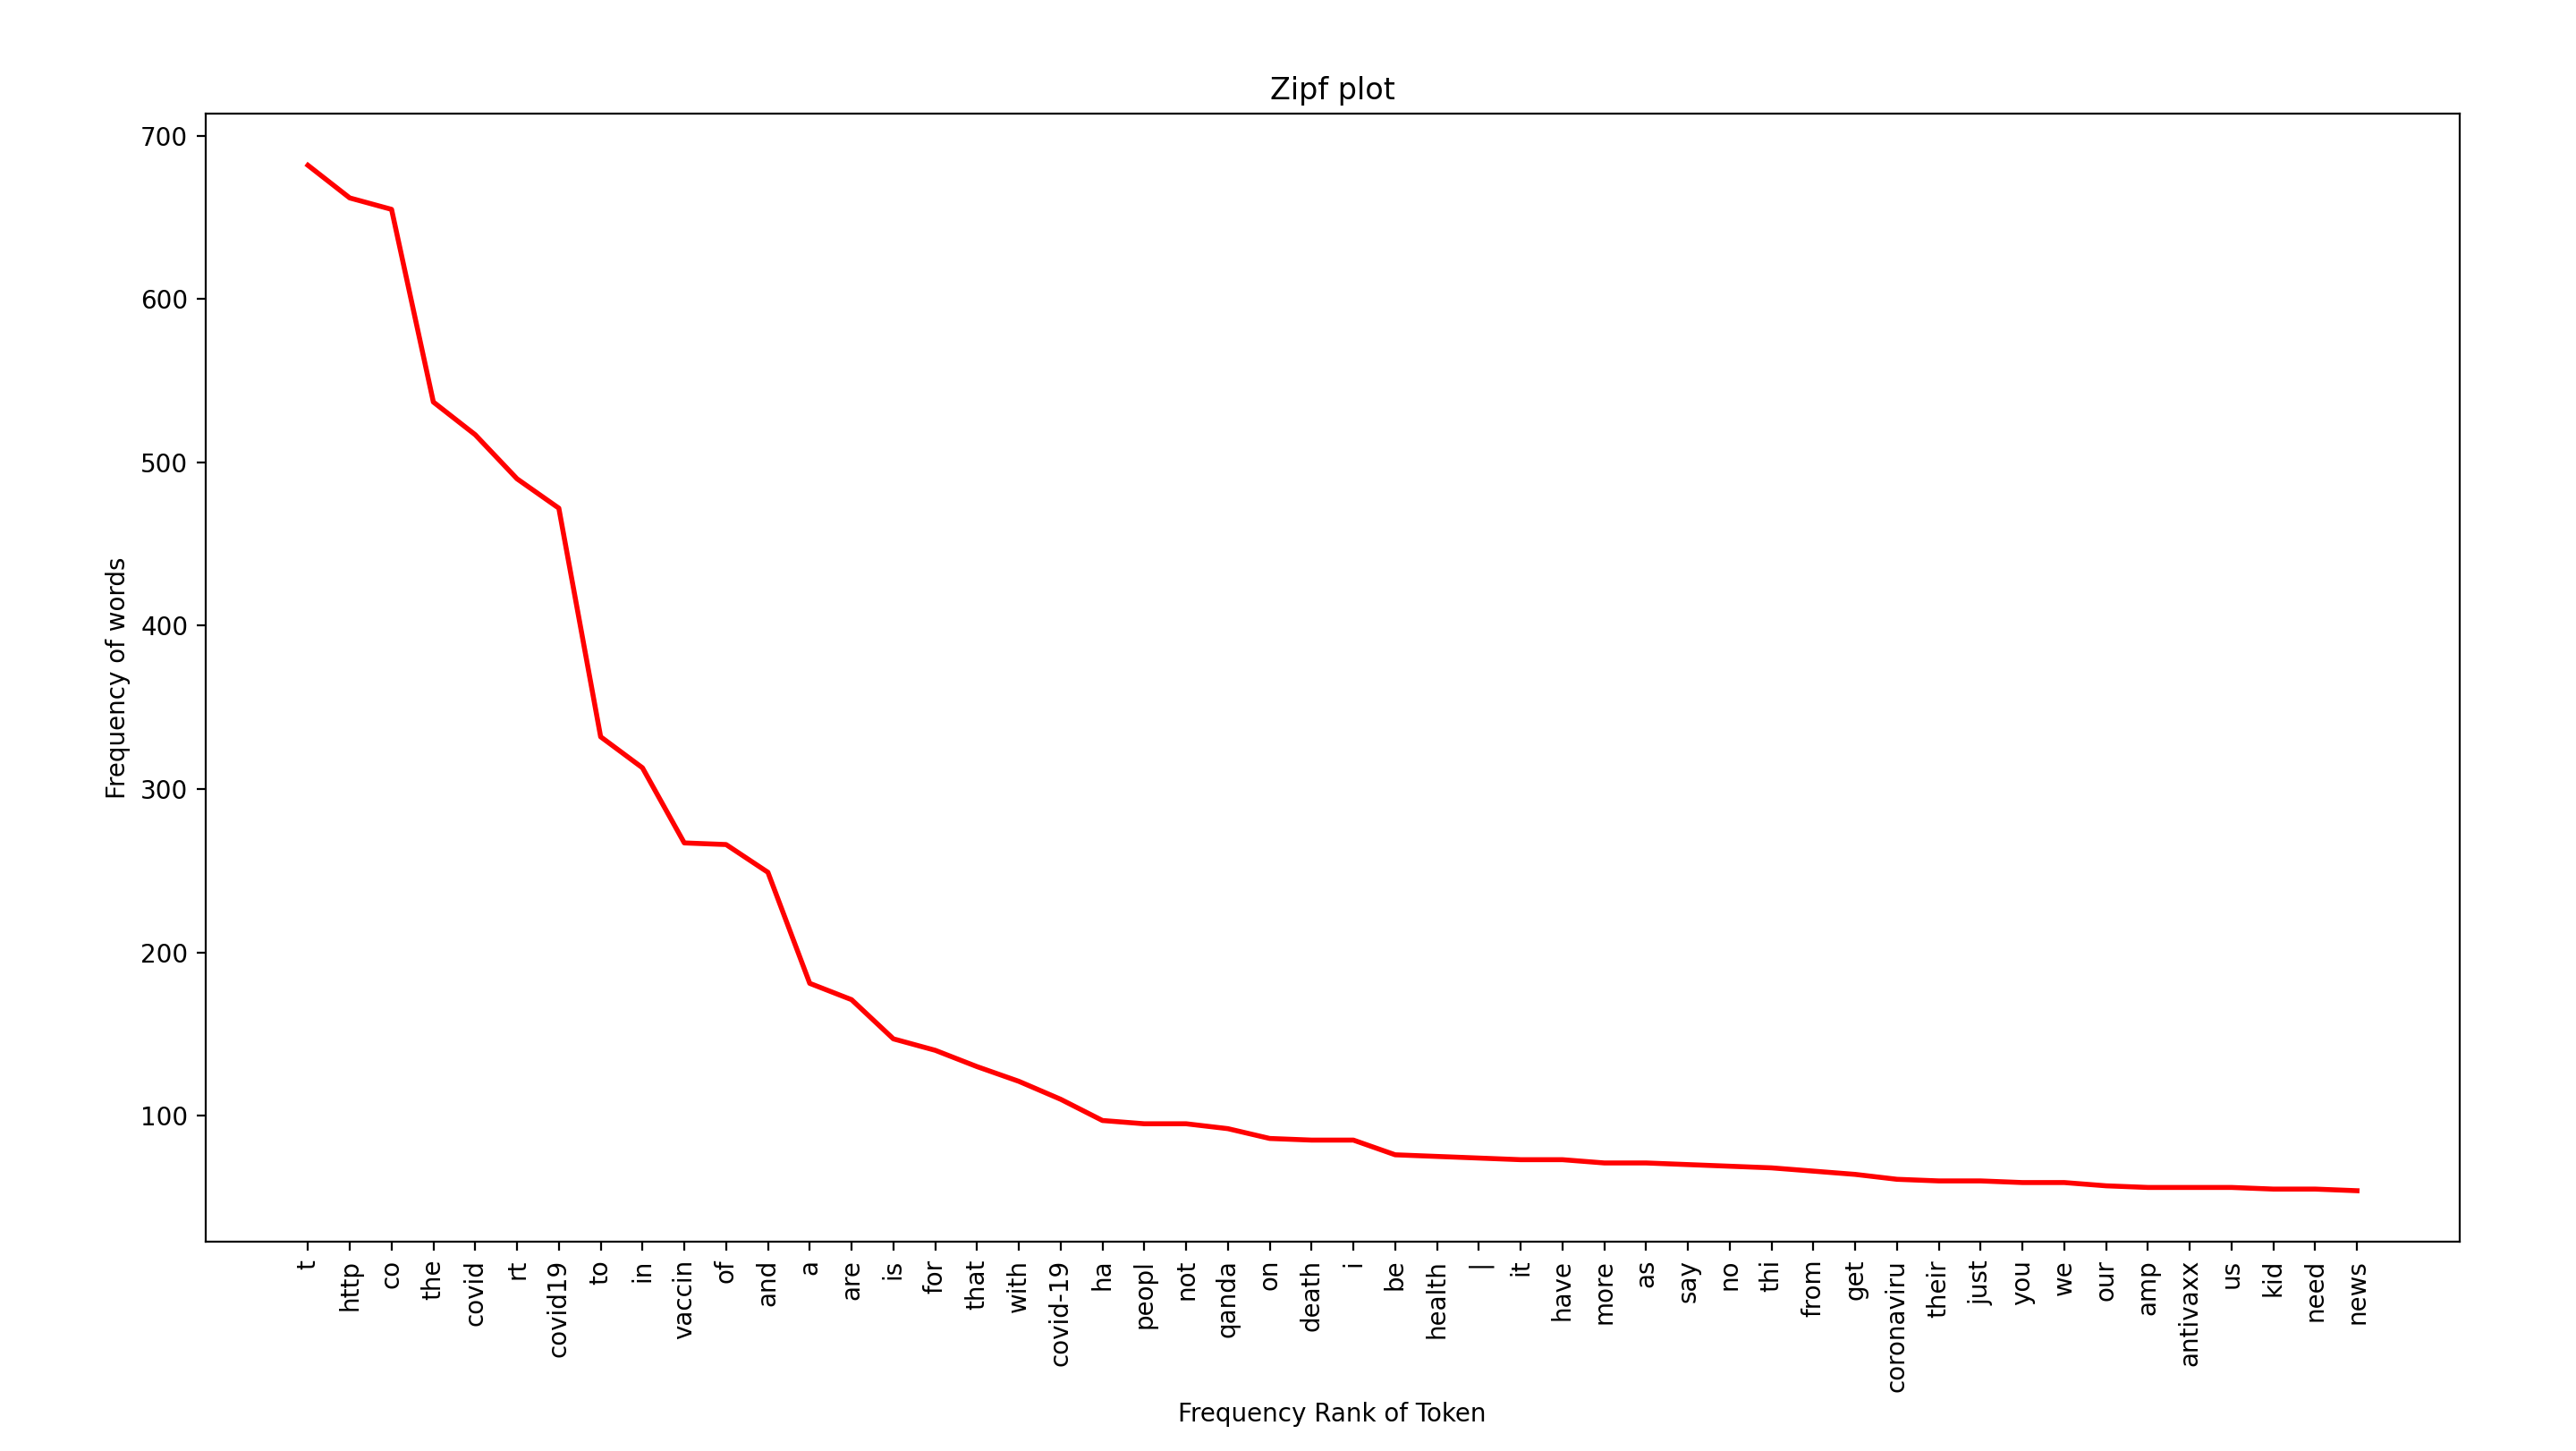 Zipf plot
700
600
500
400
300
200
100
Frequency of words
t
http
co
the
covid
rt
covid19
to
in
vaccin
of
and
a
are
is
for
that
with
covid-19
ha
peopl
not
qanda
on
death
i
be
health
|
it
have
more
as
say
no
thi
from
get
coronaviru
their
just
you
we
our
amp
antivaxx
us
kid
need
news
Frequency Rank of Token